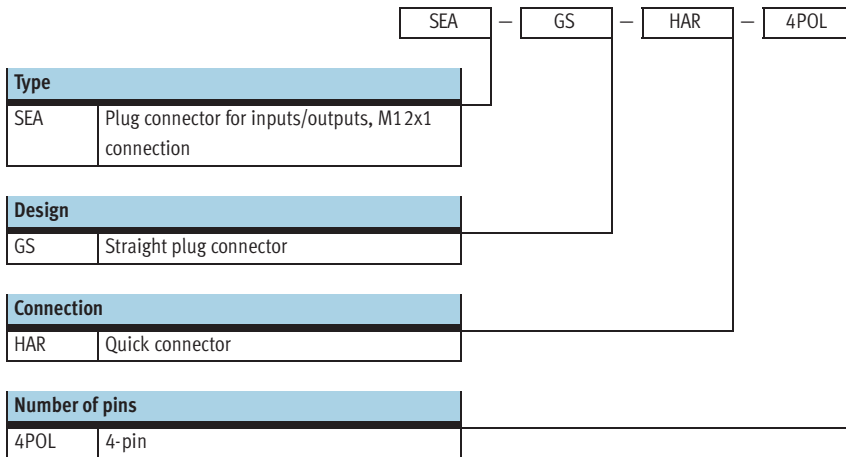 SEA – GS – HAR – 4POL
Type
SEA Plug connector for inputs/outputs, M12x1
connection
Design
GS Straight plug connector
Connection
HAR Quick connector
Number of pins
4POL 4-pin